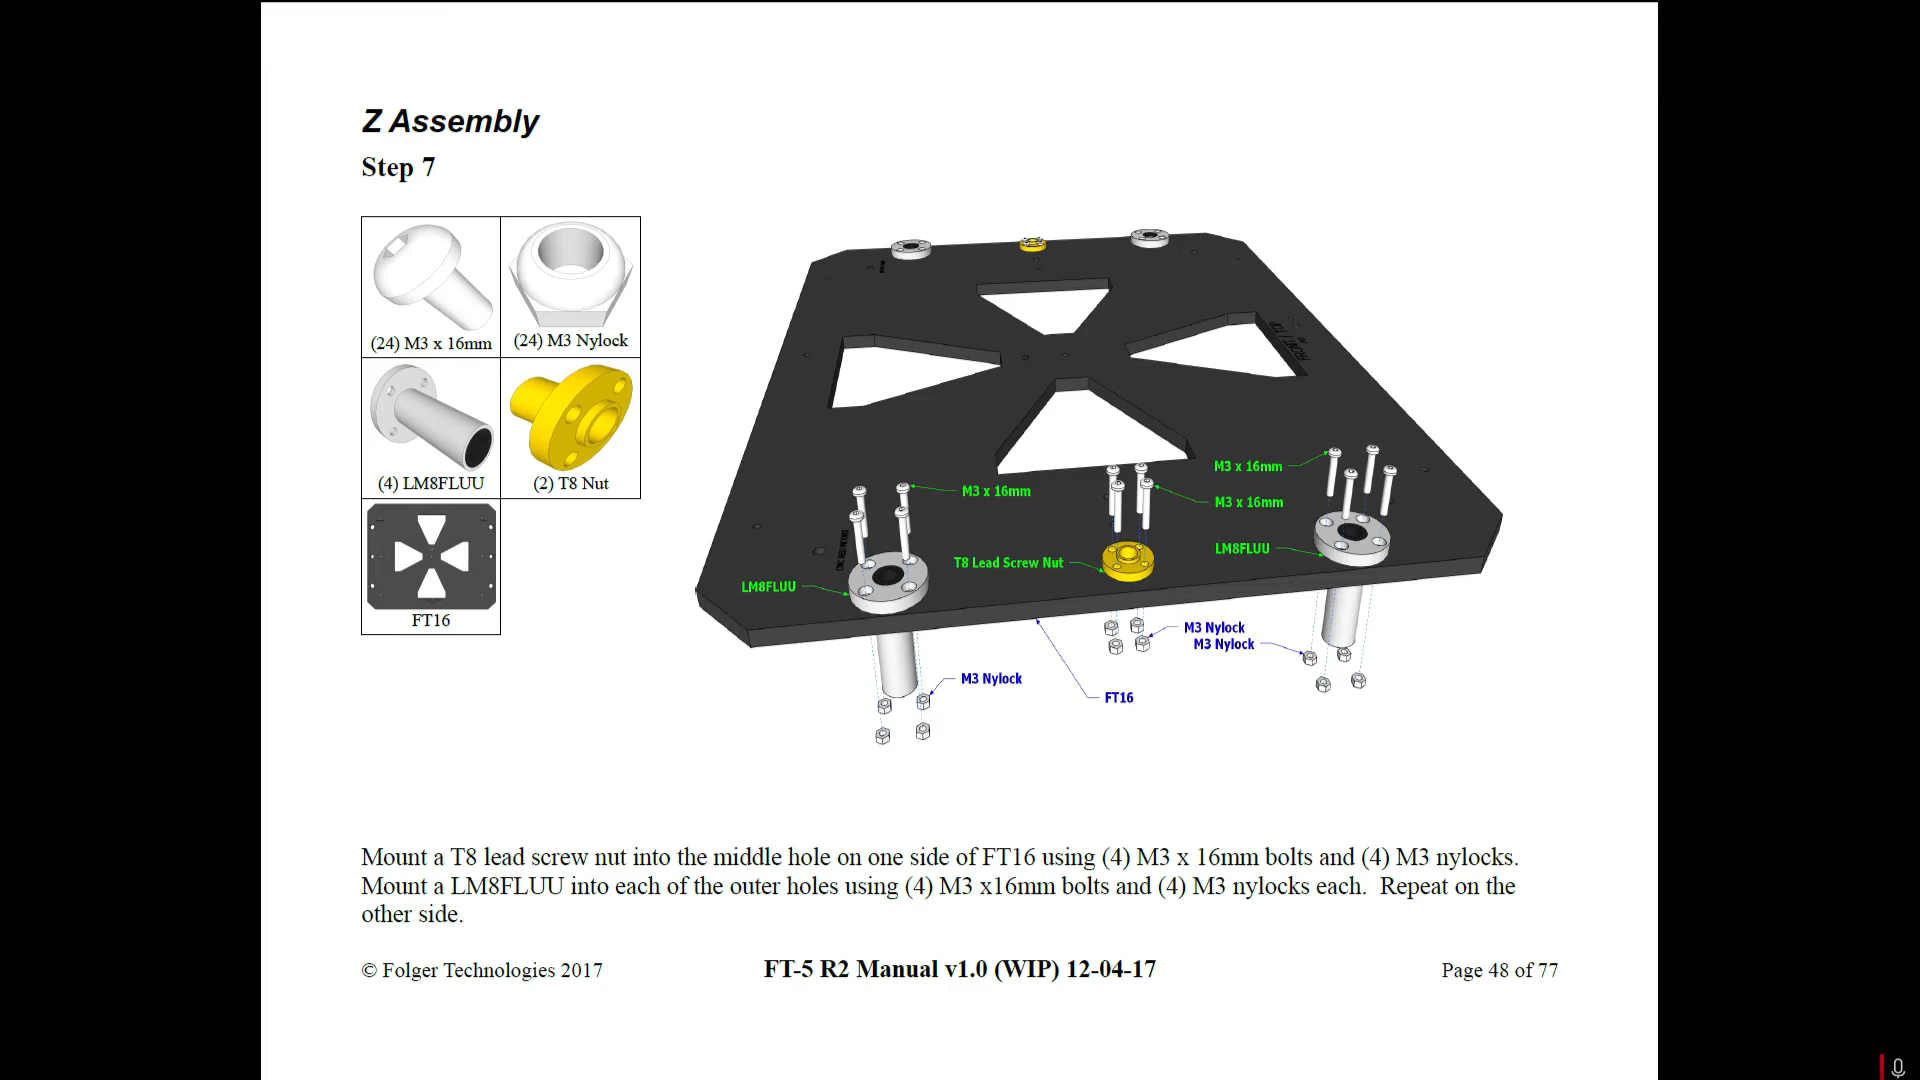 Z Assembly
Step 7
(24) M3 x 16mm
(24) M3 Nylock
(4) LM8FLUU
(2) T8 Nut
FT16
M3 x 16mm
M3 x 16mm
M3 x 16mm
LM8FLUU
T8 Lead Screw Nut
LM8FLUU
M3 Nylock
M3 Nylock
M3 Nylock
FT16
Mount a T8 lead screw nut into the middle hole on one side of FT16 using (4) M3 x 16mm bolts and (4) M3 nylocks.
Mount a LM8FLUU into each of the outer holes using (4) M3 x16mm bolts and (4) M3 nylocks each.  Repeat on the
other side.
© Folger Technologies 2017
FT-5 R2 Manual v1.0 (WIP) 12-04-17
Page 48 of 77